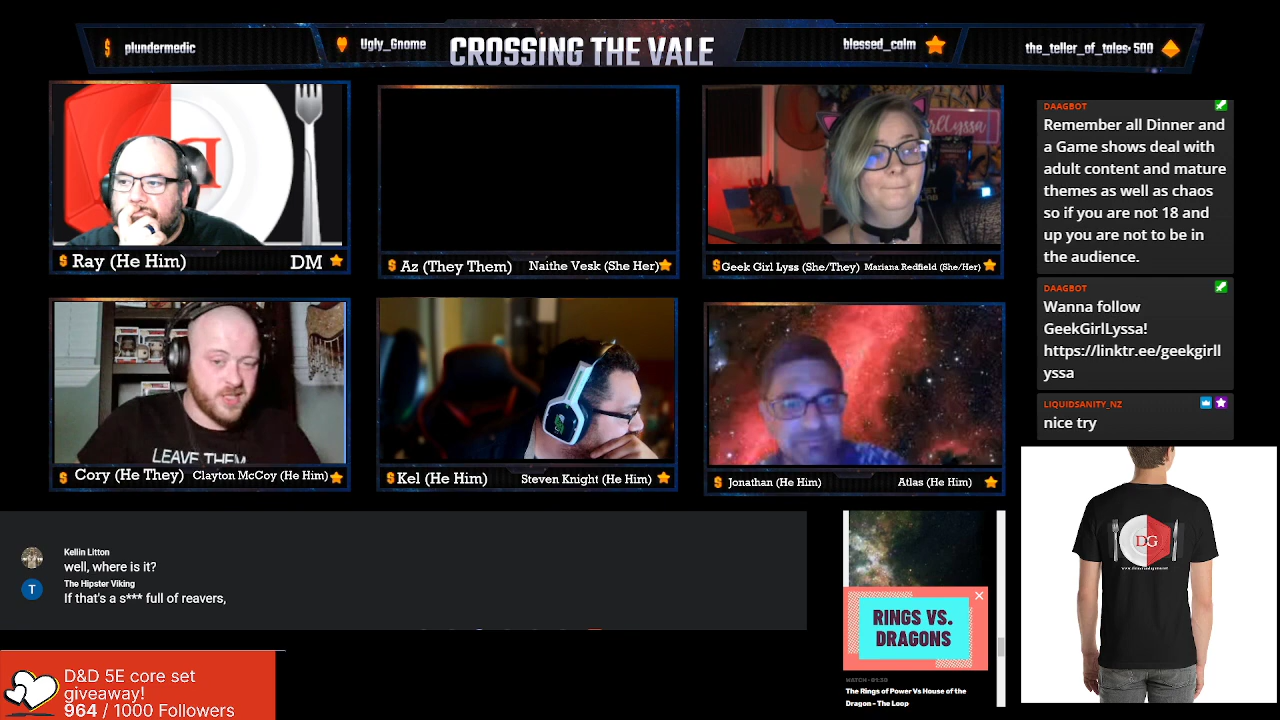 plundermedic
Ugly_Gnome
CROSSING THE VALE
blessed_calm
the_teller_of_tales: 500
Ray (He Him)
DM
Az (They Them)
Naithe Vesk (She Her)
Geek Girl Lyss (She/They)
Mariana Redfield (She/Her)
LEAVE THEM
Cory (He They)
Clayton McCoy (He Him)
Kel (He Him)
Steven Knight (He Him)
Jonathan (He Him)
Atlas (He Him)
DAAGBOT
Remember all Dinner and
a Game shows deal with
adult content and mature
themes as well as chaos
so if you are not 18 and
up you are not to be in
the audience.
DAAGBOT
Wanna follow
GeekGirlLyssa!
https://linktr.ee/geekgirll
yssa
LIQUIDSANITY_NZ
nice try
Kellin Litton
well, where is it?
T
The Hipster Viking
If that's a s*** full of reavers,
D&D 5E core set
giveaway!
964 / 1000 Followers
RINGS VS.
DRAGONS
WATCH • 01:30
The Rings of Power Vs House of the
Dragon - The Loop
DG